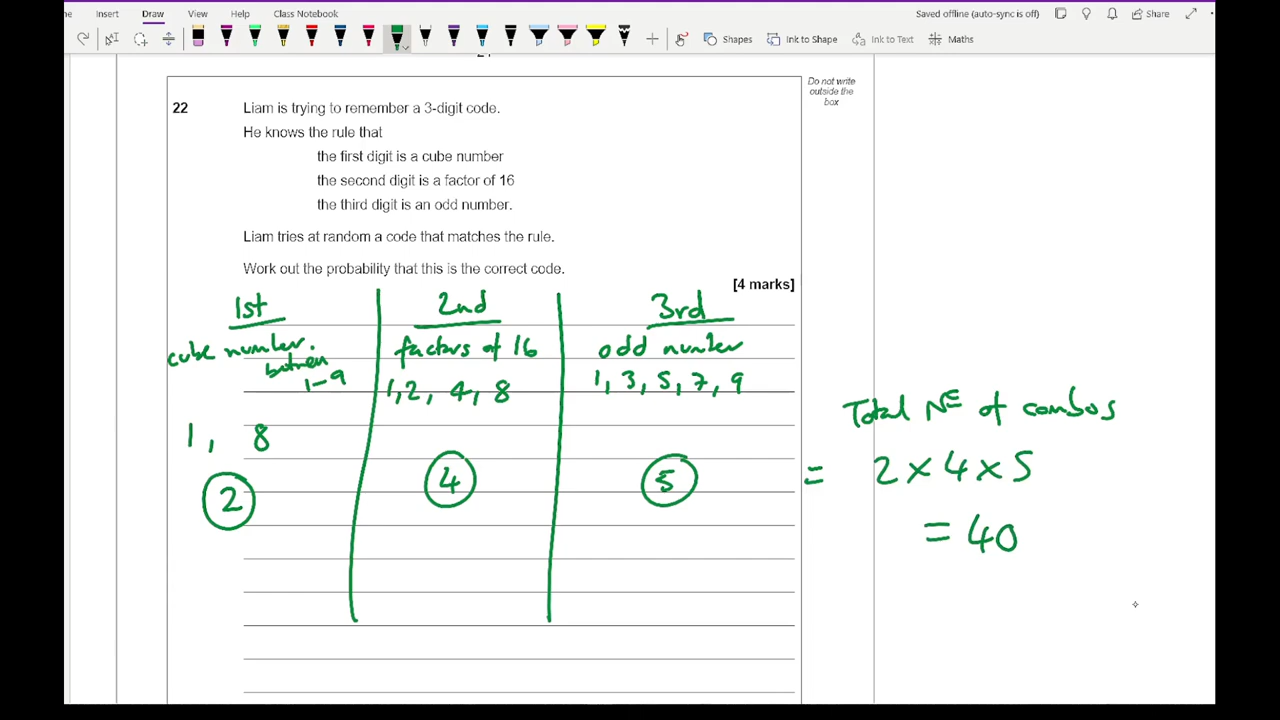 Insert Draw View Help Class Notebook Saved offline (auto-sync is off) Share
Shapes Ink to Shape Ink to Text Maths
Do not write
outside the
box
22 Liam is trying to remember a 3-digit code.
He knows the rule that
the first digit is a cube number
the second digit is a factor of 16
the third digit is an odd number.
Liam tries at random a code that matches the rule.
Work out the probability that this is the correct code.
[4 marks]
1st 2nd 3rd
cube number. factors of 16 odd number
between
1-9
1,2, 4, 8
1, 3, 5, 7, 9
1, 8
2 4 5
Total Nº of combos
= 2 x 4 x 5
= 40